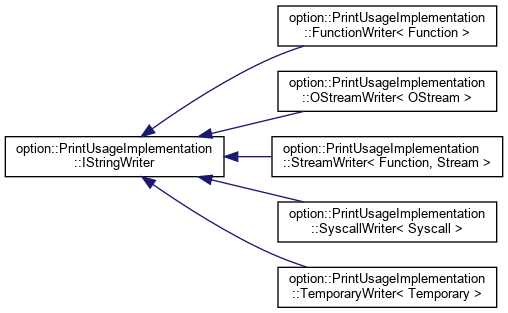 option::PrintUsageImplementation
::FunctionWriter< Function >
option::PrintUsageImplementation
::OStreamWriter< OStream >
option::PrintUsageImplementation
::IStringWriter
option::PrintUsageImplementation
::StreamWriter< Function, Stream >
option::PrintUsageImplementation
::SyscallWriter< Syscall >
option::PrintUsageImplementation
::TemporaryWriter< Temporary >